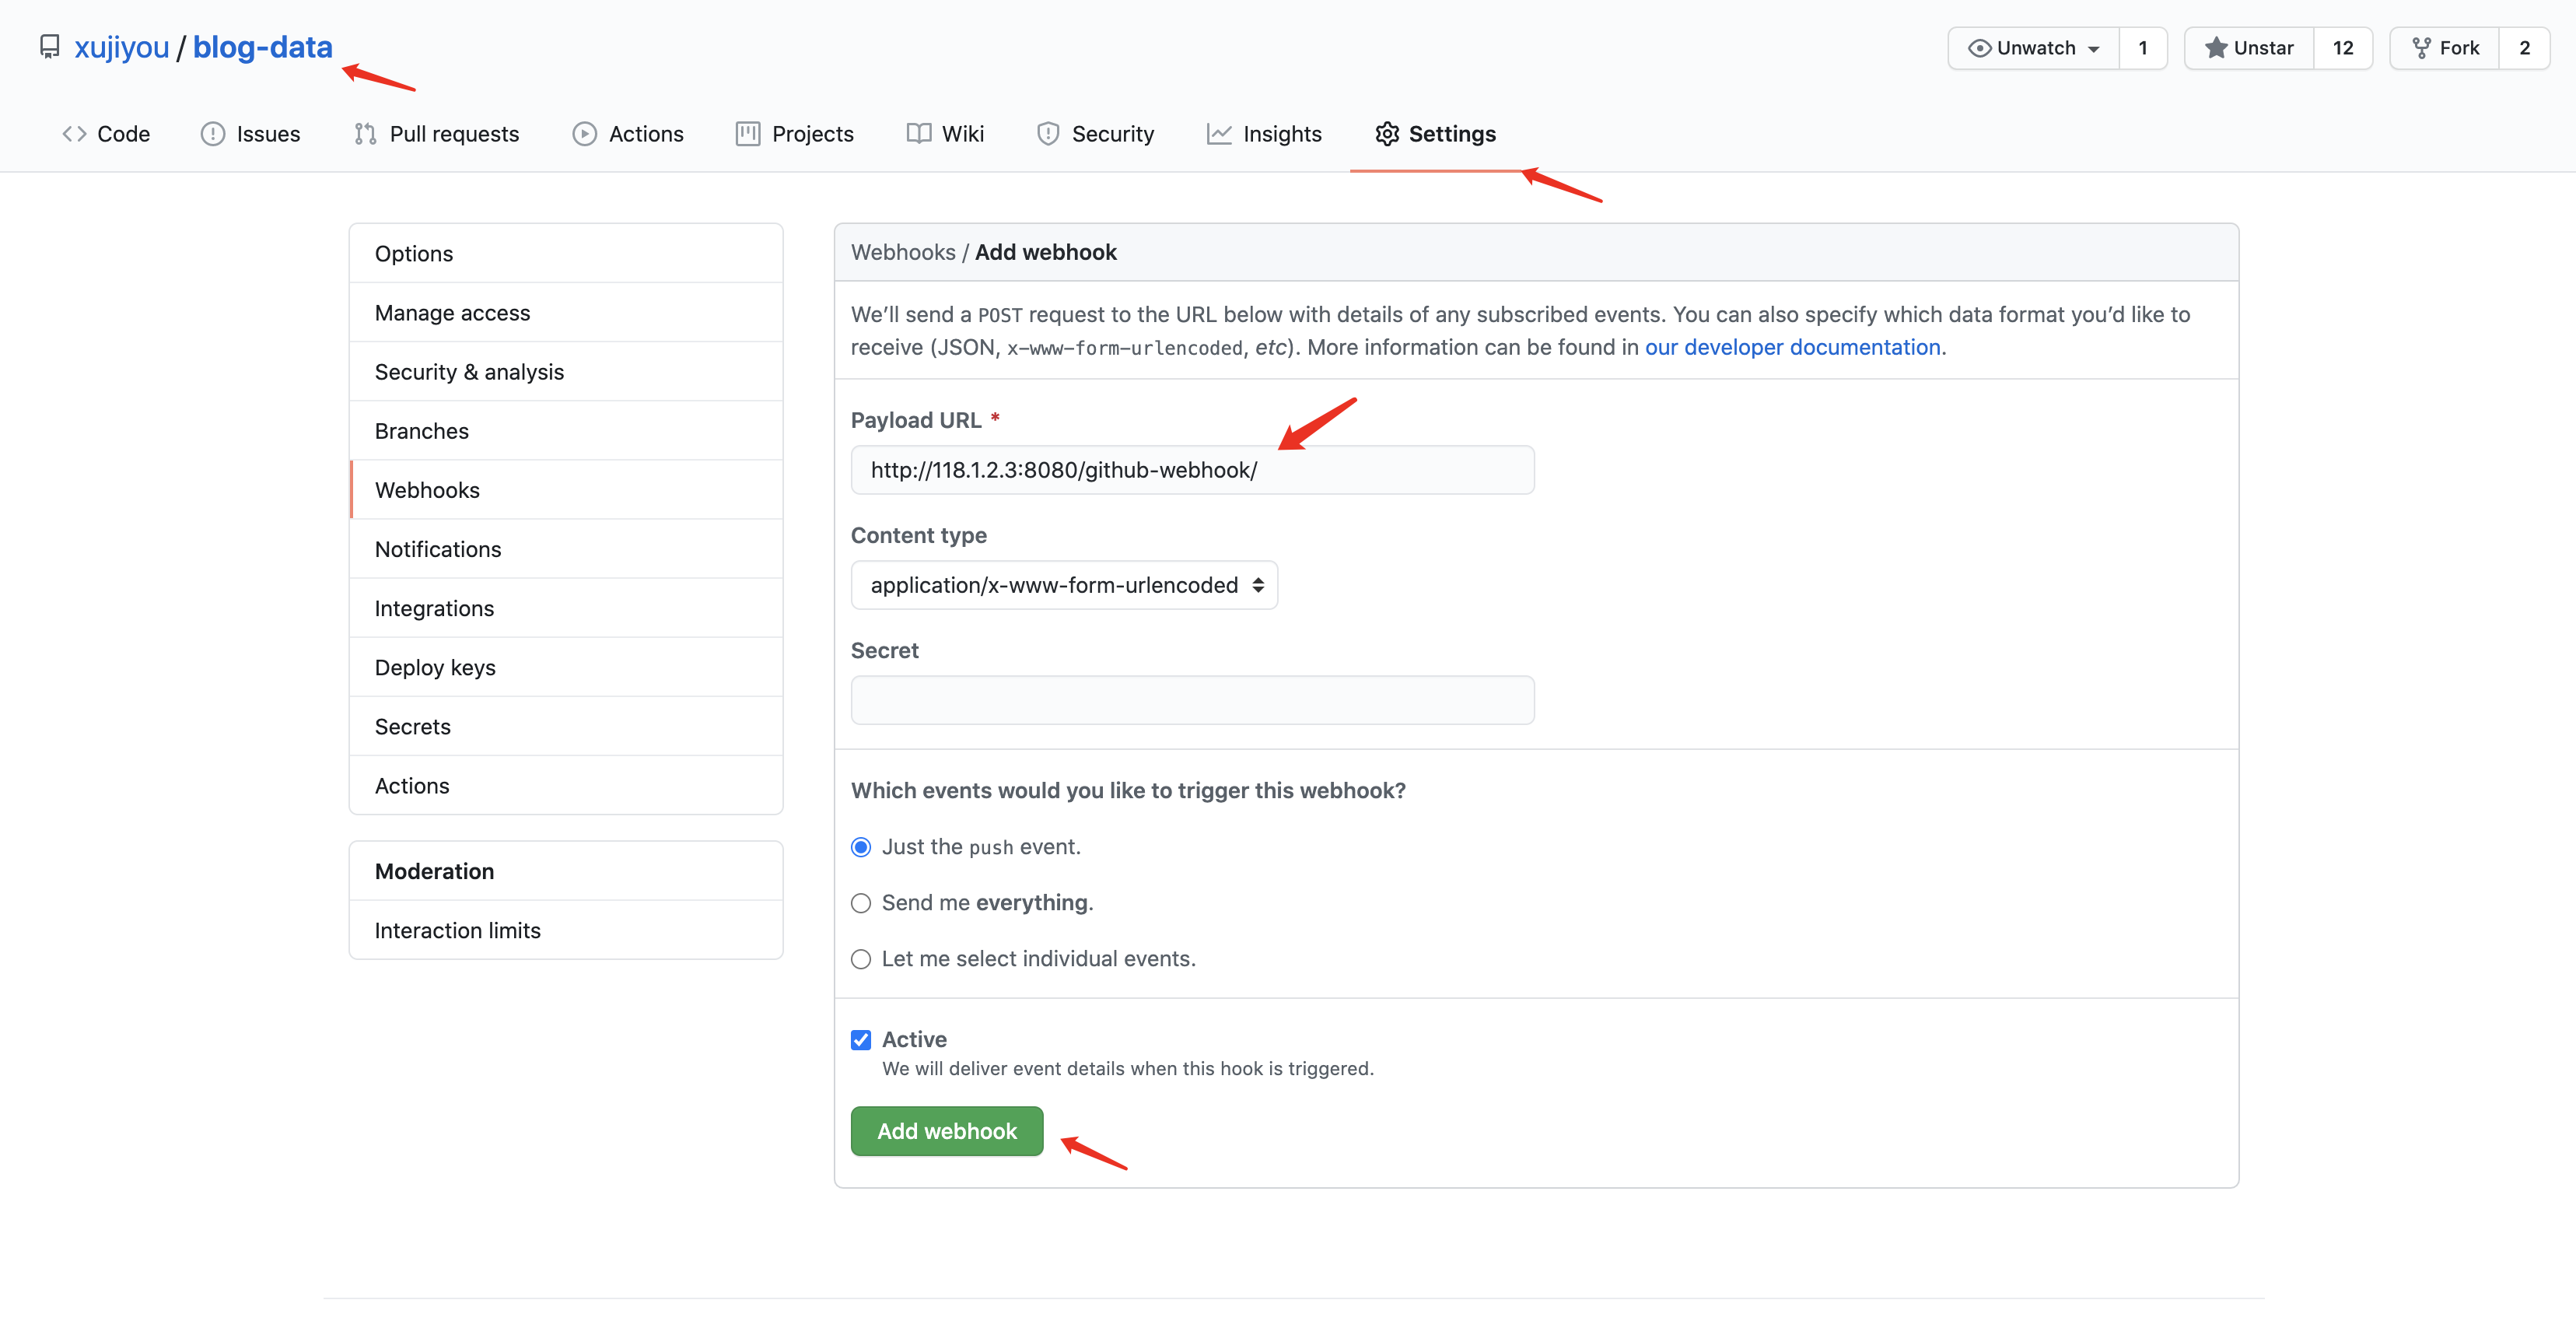 xujiyou / blog-data
Unwatch 1 Unstar 12 Fork 2
Code Issues Pull requests Actions Projects Wiki Security Insights Settings
Options
Manage access
Security & analysis
Branches
Webhooks
Notifications
Integrations
Deploy keys
Secrets
Actions
Moderation
Interaction limits
Webhooks / Add webhook
We’ll send a POST request to the URL below with details of any subscribed events. You can also specify which data format you’d like to
receive (JSON, x-www-form-urlencoded, etc). More information can be found in our developer documentation.
Payload URL *
http://118.1.2.3:8080/github-webhook/
Content type
application/x-www-form-urlencoded
Secret
Which events would you like to trigger this webhook?
Just the push event.
Send me everything.
Let me select individual events.
Active
We will deliver event details when this hook is triggered.
Add webhook